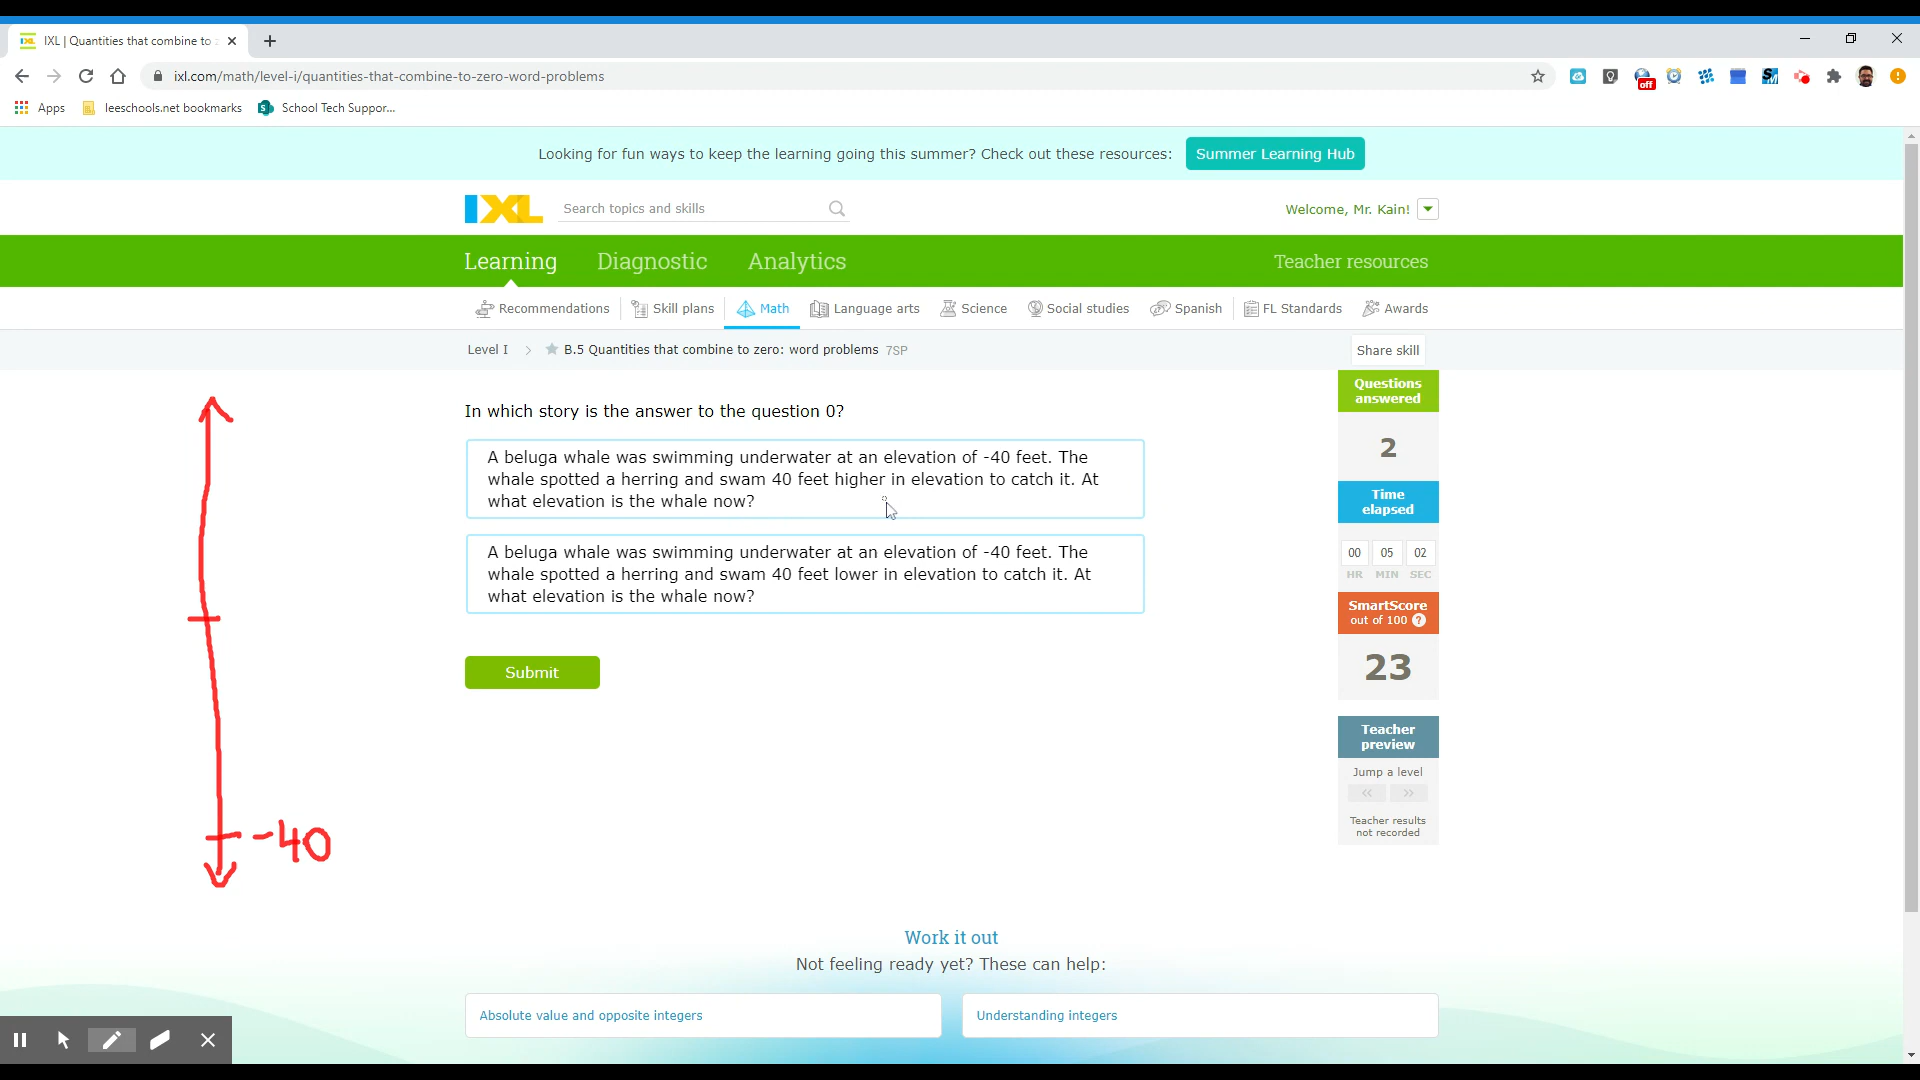 IXL | Quantities that combine to
ixl.com/math/level-i/quantities-that-combine-to-zero-word-problems
off
Apps
leeschools.net bookmarks
School Tech Suppor...
Looking for fun ways to keep the learning going this summer? Check out these resources: Summer Learning Hub
IXL
Search topics and skills
Welcome, Mr. Kain!
Learning
Diagnostic
Analytics
Teacher resources
Recommendations
Skill plans
Math
Language arts
Science
Social studies
Spanish
FL Standards
Awards
Level I
B.5 Quantities that combine to zero: word problems 7SP
Share skill
In which story is the answer to the question 0?
A beluga whale was swimming underwater at an elevation of -40 feet. The
whale spotted a herring and swam 40 feet higher in elevation to catch it. At
what elevation is the whale now?
A beluga whale was swimming underwater at an elevation of -40 feet. The
whale spotted a herring and swam 40 feet lower in elevation to catch it. At
what elevation is the whale now?
Submit
Questions
answered
2
Time
elapsed
00 05 02
HR MIN SEC
SmartScore
out of 100 ?
23
Teacher
preview
Jump a level
<< >>
Teacher results
not recorded
-40
Work it out
Not feeling ready yet? These can help:
Absolute value and opposite integers
Understanding integers